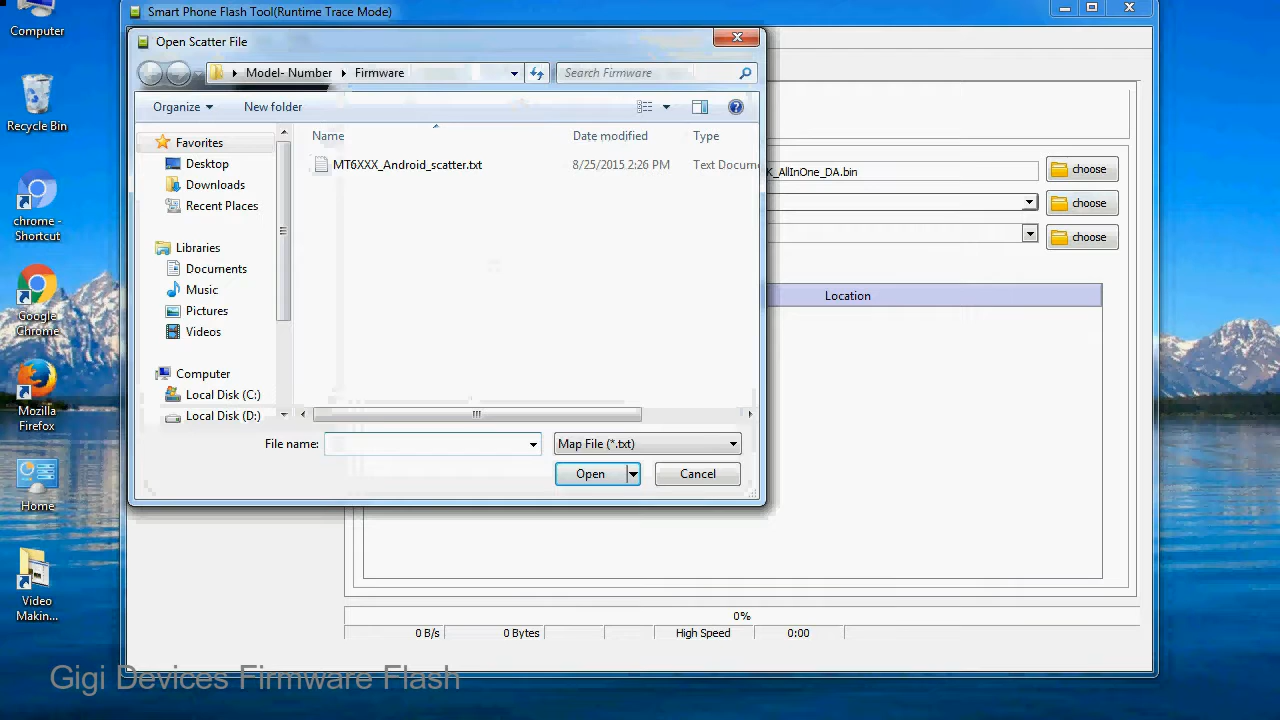 Computer
Recycle Bin
chrome -
Shortcut
Google
Chrome
Mozilla
Firefox
Home
Video
Makin...
Smart Phone Flash Tool(Runtime Trace Mode)
Open Scatter File
Model- Number
Firmware
Search Firmware
Organize
New folder
Name
Date modified
Type
MT6XXX_Android_scatter.txt
8/25/2015 2:26 PM
Text Docum
Favorites
Desktop
Downloads
Recent Places
Libraries
Documents
Music
Pictures
Videos
Computer
Local Disk (C:)
Local Disk (D:)
File name:
Map File (*.txt)
Open
Cancel
K_AllInOne_DA.bin
choose
choose
choose
Location
0%
0 B/s
0 Bytes
High Speed
0:00
Gigi Devices Firmware Flash